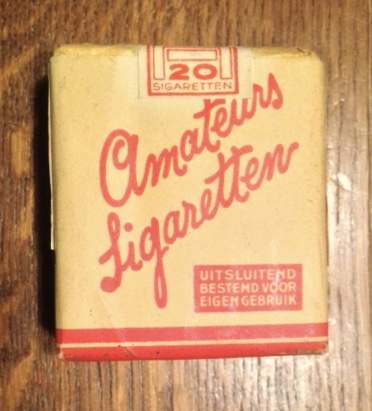 20
SIGARETTEN
Amateurs
Sigaretten
UITSLUITEND
BESTEMD VOOR
EIGEN GEBRUIK